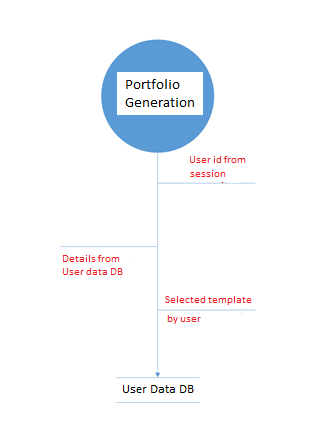 Portfolio
Generation
User id from
session
Details from
User data DB
Selected template
by user
User Data DB